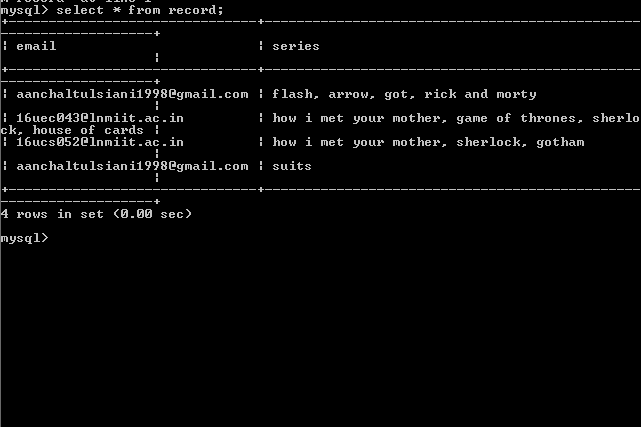 mysql> select * from record;
+--------------------------------+------------------------------------------------
--------------------+
¦ email                          ¦ series
                    ¦
+--------------------------------+------------------------------------------------
--------------------+
¦ aanchaltulsiani1998@gmail.com ¦ flash, arrow, got, rick and morty
                    ¦
¦ 16uec043@lnmiit.ac.in          ¦ how i met your mother, game of thrones, sherlo
ck, house of cards ¦
¦ 16ucs052@lnmiit.ac.in          ¦ how i met your mother, sherlock, gotham
                    ¦
¦ aanchaltulsiani1998@gmail.com ¦ suits
                    ¦
+--------------------------------+------------------------------------------------
--------------------+
4 rows in set (0.00 sec)
mysql>